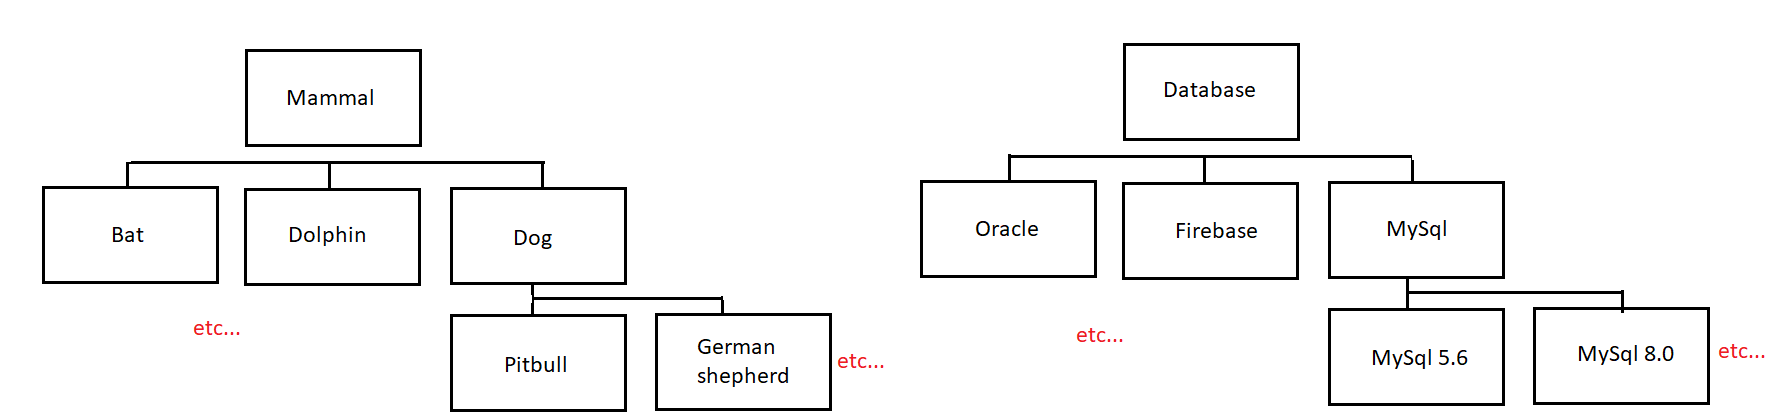 Mammal
Bat
Dolphin
Dog
etc...
Pitbull
German
shepherd
etc...
Database
Oracle
Firebase
MySql
etc...
MySql 5.6
MySql 8.0
etc...